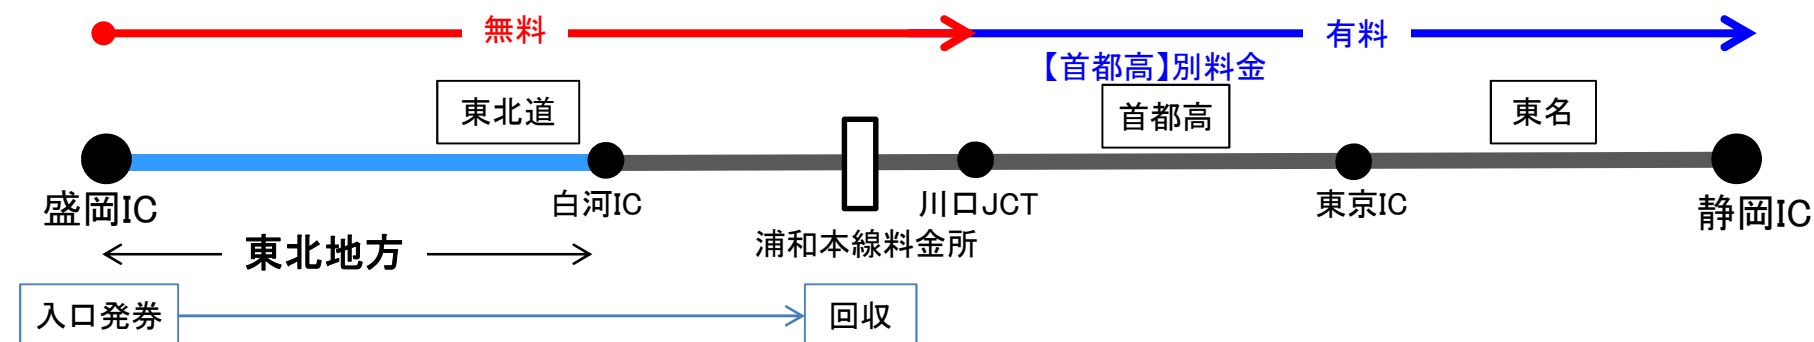 無料
有料
【首都高】別料金
東北道
首都高
東名
盛岡IC
白河IC
川口JCT
東京IC
静岡IC
浦和本線料金所
東北地方
入口発券
回収